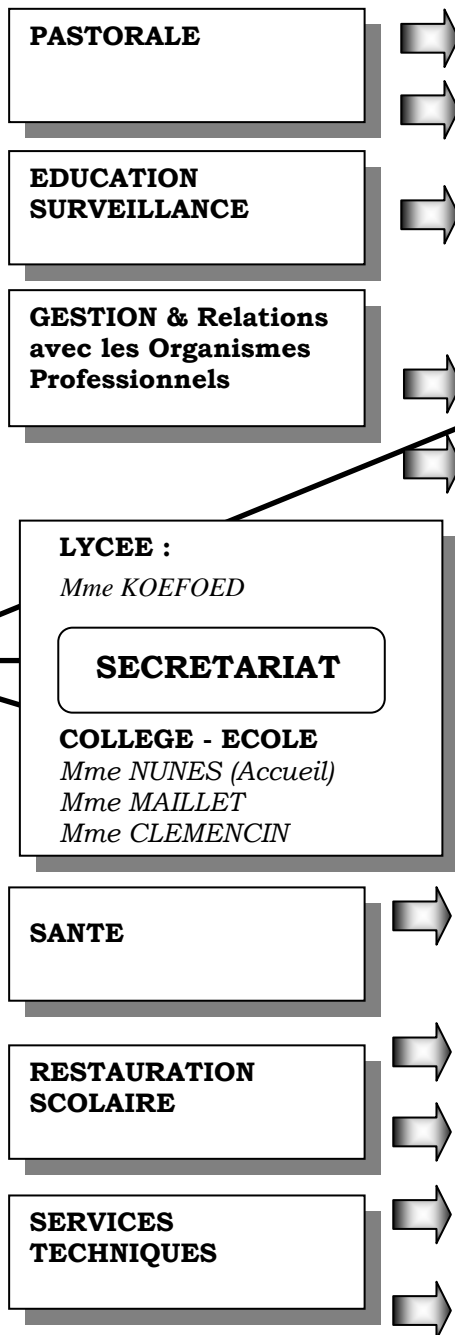 PASTORALE
EDUCATION
SURVEILLANCE
GESTION & Relations
avec les Organismes
Professionnels
LYCEE :
Mme KOEFOED
SECRETARIAT
COLLEGE - ECOLE
Mme NUNES (Accueil)
Mme MAILLET
Mme CLEMENCIN
SANTE
RESTAURATION
SCOLAIRE
SERVICES
TECHNIQUES